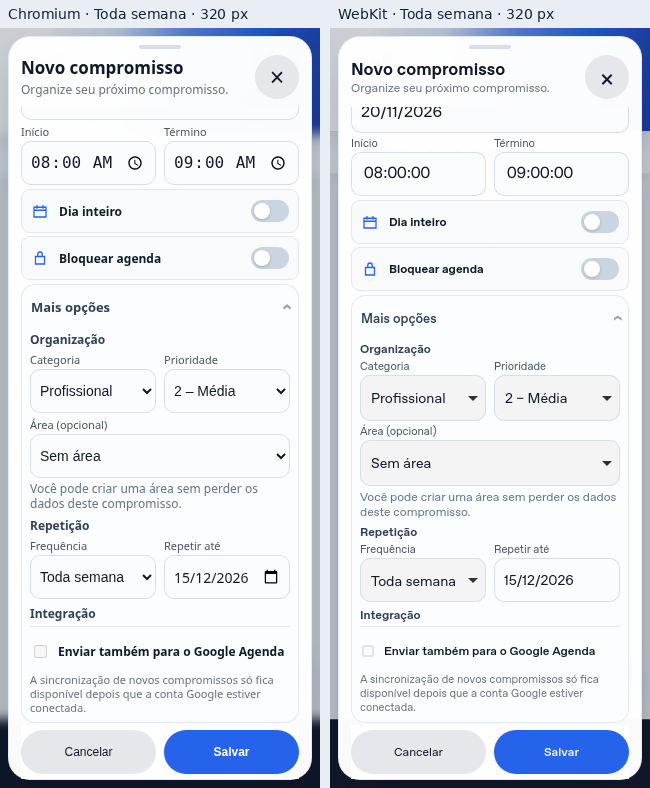 Chromium · Toda semana · 320 px
Novo compromisso
Organize seu próximo compromisso.
Início
Término
08:00 AM
09:00 AM
Dia inteiro
Bloquear agenda
Mais opções
Organização
Categoria
Prioridade
Profissional
2 – Média
Área (opcional)
Sem área
Você pode criar uma área sem perder os
dados deste compromisso.
Repetição
Frequência
Repetir até
Toda semana
15/12/2026
Integração
Enviar também para o Google Agenda
A sincronização de novos compromissos só fica
disponível depois que a conta Google estiver
conectada.
Cancelar
Salvar
WebKit · Toda semana · 320 px
Novo compromisso
Organize seu próximo compromisso.
20/11/2026
Início
Término
08:00:00
09:00:00
Dia inteiro
Bloquear agenda
Mais opções
Organização
Categoria
Prioridade
Profissional
2 – Média
Área (opcional)
Sem área
Você pode criar uma área sem perder os dados
deste compromisso.
Repetição
Frequência
Repetir até
Toda semana
15/12/2026
Integração
Enviar também para o Google Agenda
A sincronização de novos compromissos só fica
disponível depois que a conta Google estiver
conectada.
Cancelar
Salvar